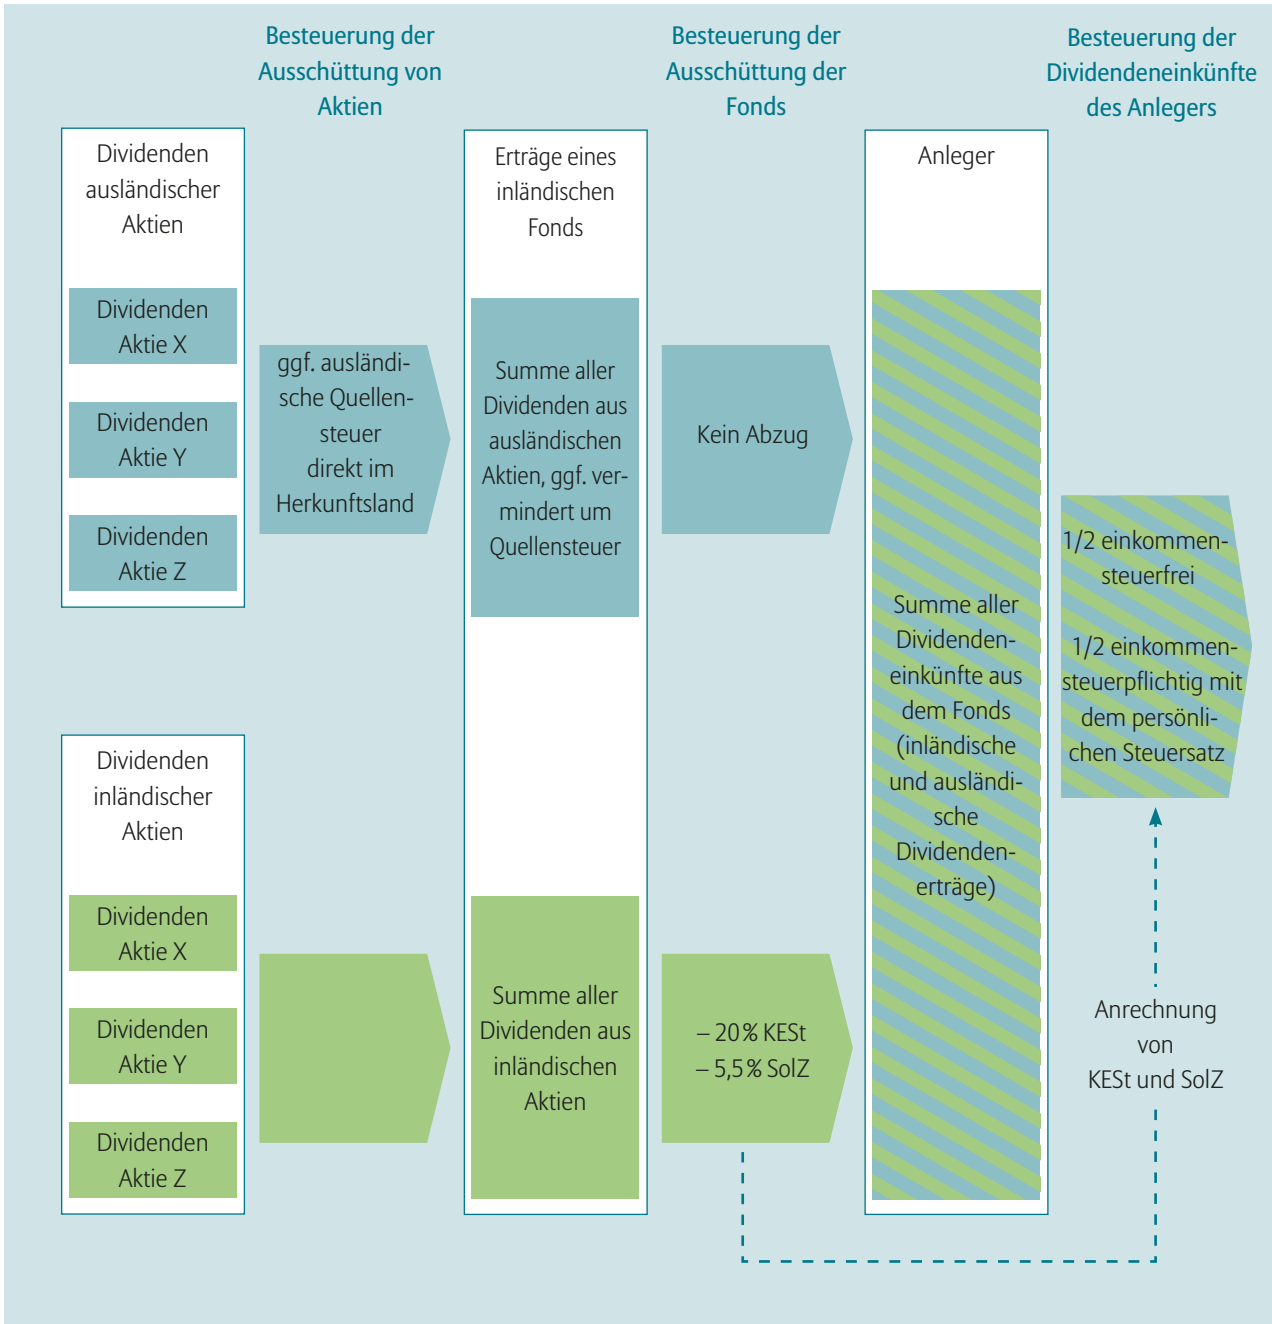 Besteuerung der
Ausschüttung von
Aktien
Besteuerung der
Ausschüttung der
Fonds
Besteuerung der
Dividendeneinkünfte
des Anlegers
Dividenden
ausländischer
Aktien
Dividenden
Aktie X
Dividenden
Aktie Y
Dividenden
Aktie Z
ggf. ausländi-
sche Quellen-
steuer
direkt im
Herkunftsland
Erträge eines
inländischen
Fonds
Summe aller
Dividenden aus
ausländischen
Aktien, ggf. ver-
mindert um
Quellensteuer
Kein Abzug
Anleger
Summe aller
Dividenden-
einkünfte aus
dem Fonds
(inländische
und ausländi-
sche
Dividenden-
erträge)
1/2 einkommen-
steuerfrei
1/2 einkommen-
steuerpflichtig mit
dem persönli-
chen Steuersatz
Dividenden
inländischer
Aktien
Dividenden
Aktie X
Dividenden
Aktie Y
Dividenden
Aktie Z
Summe aller
Dividenden aus
inländischen
Aktien
– 20 % KESt
– 5,5 % SolZ
Anrechnung
von
KESt und SolZ